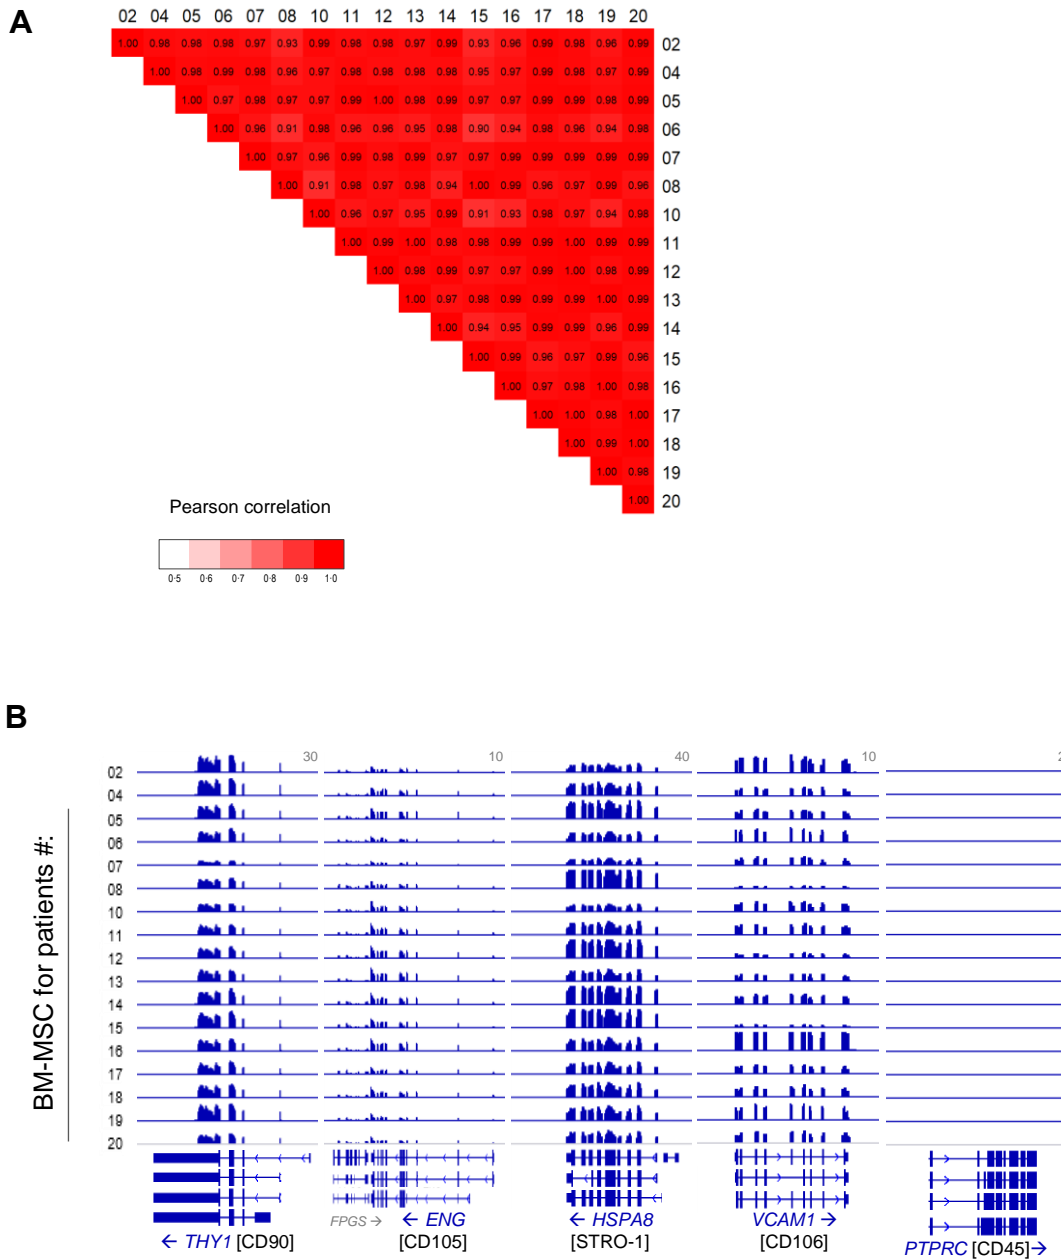 A
02 04 05 06 07 08 10 11 12 13 14 15 16 17 18 19 20
1.00 0.98 0.98 0.98 0.97 0.93 0.99 0.98 0.98 0.97 0.99 0.93 0.96 0.99 0.98 0.96 0.99 02
1.00 0.98 0.99 0.98 0.96 0.97 0.98 0.98 0.98 0.98 0.95 0.97 0.99 0.98 0.97 0.99 04
1.00 0.97 0.98 0.97 0.97 0.99 1.00 0.98 0.99 0.97 0.97 0.99 0.99 0.98 0.99 05
1.00 0.96 0.91 0.98 0.96 0.96 0.95 0.98 0.90 0.94 0.98 0.96 0.94 0.98 06
1.00 0.97 0.96 0.99 0.98 0.99 0.97 0.97 0.99 0.99 0.99 0.99 0.99 07
1.00 0.91 0.98 0.97 0.98 0.94 1.00 0.99 0.96 0.97 0.99 0.96 08
1.00 0.96 0.97 0.95 0.99 0.91 0.93 0.98 0.97 0.94 0.98 10
1.00 0.99 1.00 0.98 0.98 0.99 0.99 1.00 0.99 0.99 11
1.00 0.98 0.99 0.97 0.97 0.99 1.00 0.98 0.99 12
1.00 0.97 0.98 0.99 0.99 0.99 1.00 0.99 13
1.00 0.94 0.95 0.99 0.99 0.96 0.99 14
1.00 0.99 0.96 0.97 0.99 0.96 15
1.00 0.97 0.98 1.00 0.98 16
1.00 1.00 0.98 1.00 17
1.00 0.99 1.00 18
1.00 0.98 19
1.00 20
Pearson correlation
0·5 0·6 0·7 0·8 0·9 1·0
B
30 10 40 10 2
BM-MSC for patients #:
02
04
05
06
07
08
10
11
12
13
14
15
16
17
18
19
20
FPGS → ← ENG ← HSPA8 VCAM1 →
← THY1 [CD90] [CD105] [STRO-1] [CD106] PTPRC [CD45]→